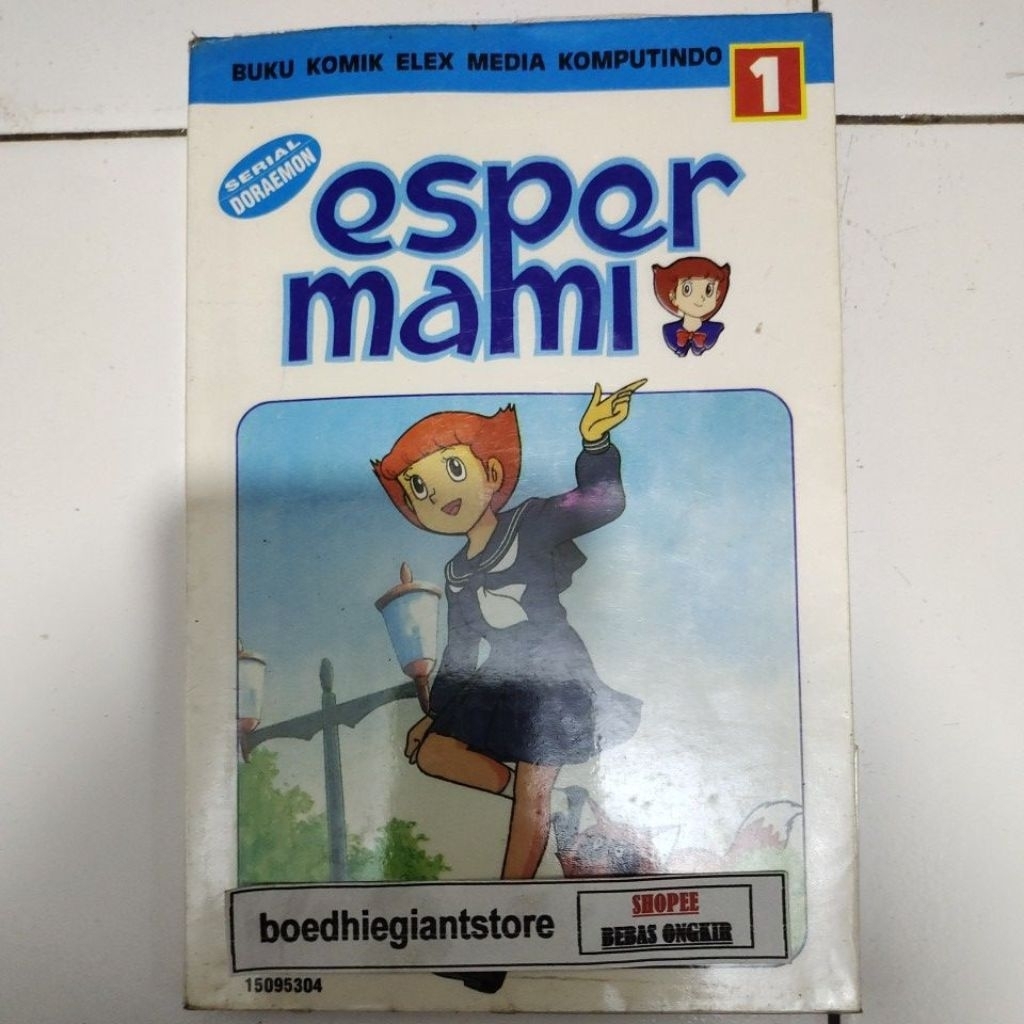 BUKU KOMIK ELEX MEDIA KOMPUTINDO
1
SERIAL
DORAEMON
esper
mami
boedhiegiantstore
SHOPEE
BEBAS ONGKIR
15095304